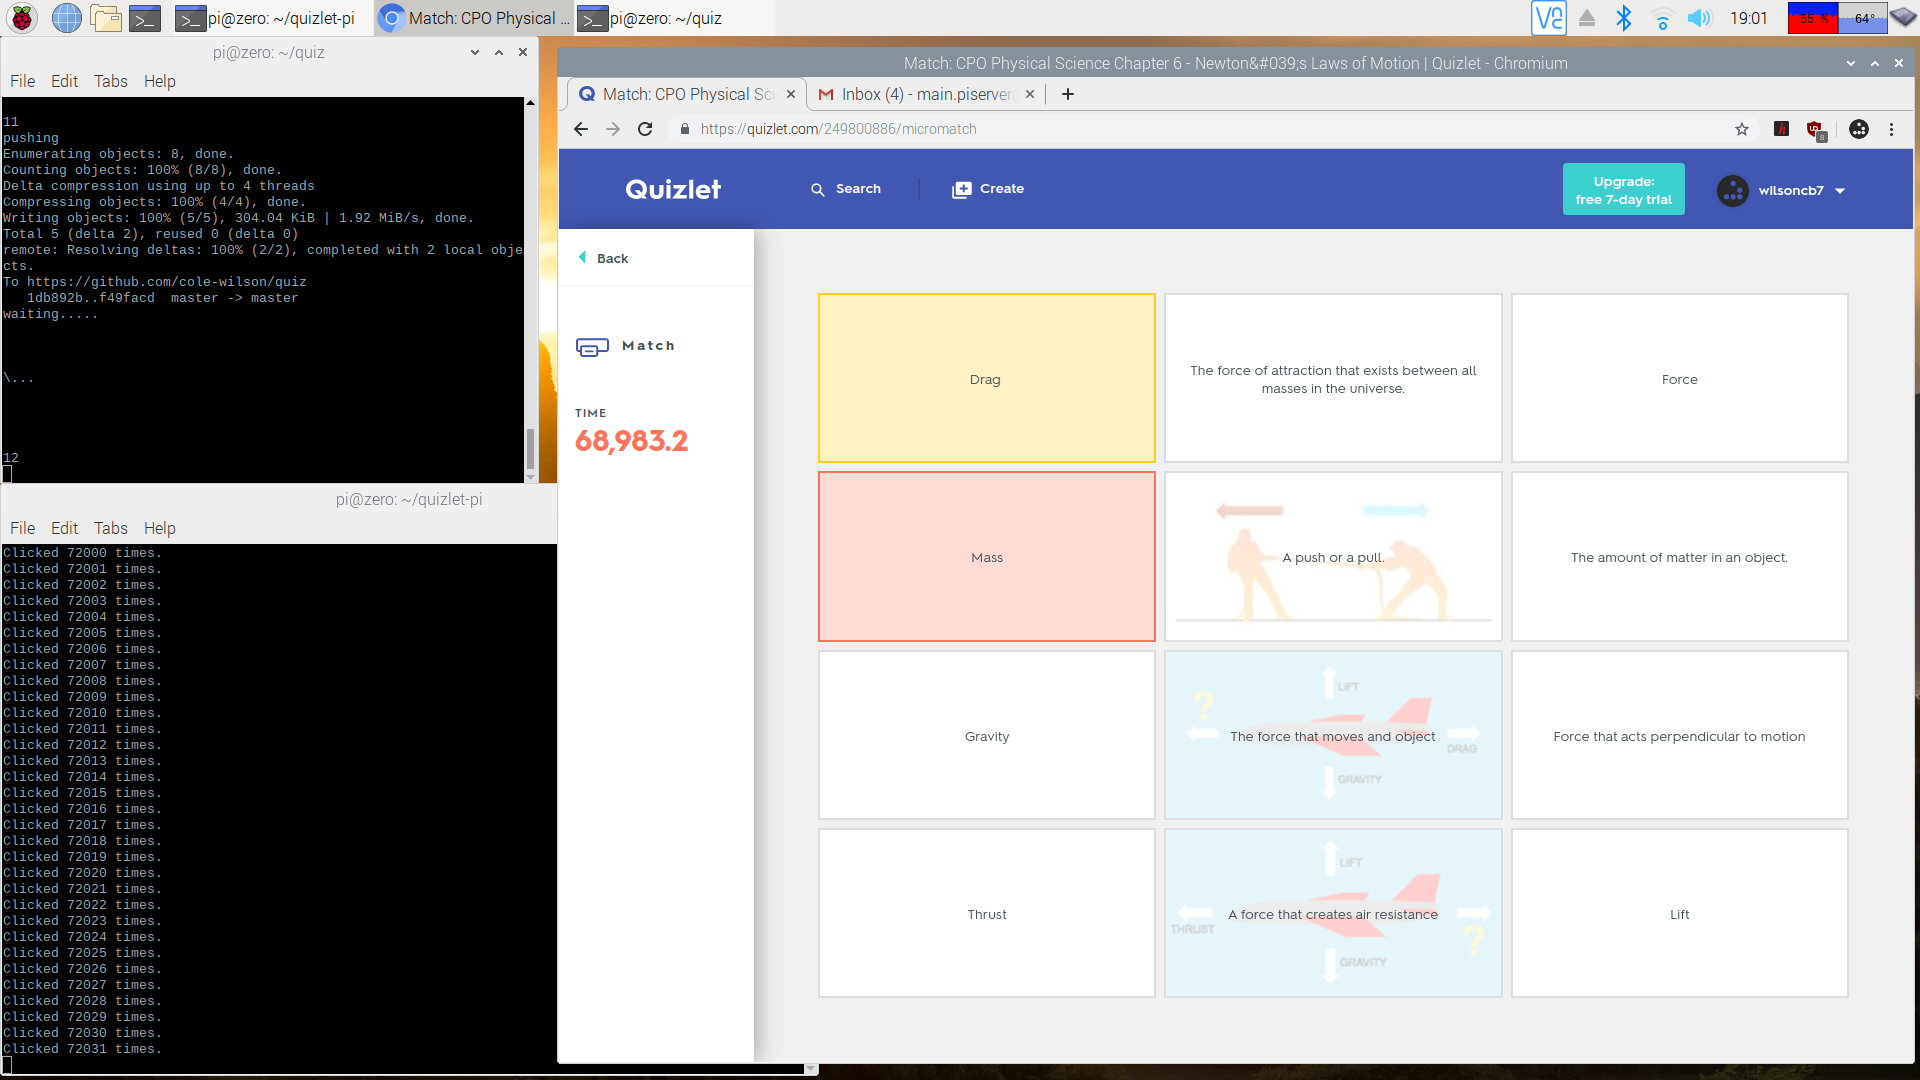 pi@zero: ~/quizlet-pi
Match: CPO Physical ...
pi@zero: ~/quiz
19:01
55 %
64°
pi@zero: ~/quiz
File Edit Tabs Help
11
pushing
Enumerating objects: 8, done.
Counting objects: 100% (8/8), done.
Delta compression using up to 4 threads
Compressing objects: 100% (4/4), done.
Writing objects: 100% (5/5), 304.04 KiB | 1.92 MiB/s, done.
Total 5 (delta 2), reused 0 (delta 0)
remote: Resolving deltas: 100% (2/2), completed with 2 local obje
cts.
To https://github.com/cole-wilson/quiz
1db892b..f49facd  master -> master
waiting.....
\...
12
pi@zero: ~/quizlet-pi
File Edit Tabs Help
Clicked 72000 times.
Clicked 72001 times.
Clicked 72002 times.
Clicked 72003 times.
Clicked 72004 times.
Clicked 72005 times.
Clicked 72006 times.
Clicked 72007 times.
Clicked 72008 times.
Clicked 72009 times.
Clicked 72010 times.
Clicked 72011 times.
Clicked 72012 times.
Clicked 72013 times.
Clicked 72014 times.
Clicked 72015 times.
Clicked 72016 times.
Clicked 72017 times.
Clicked 72018 times.
Clicked 72019 times.
Clicked 72020 times.
Clicked 72021 times.
Clicked 72022 times.
Clicked 72023 times.
Clicked 72024 times.
Clicked 72025 times.
Clicked 72026 times.
Clicked 72027 times.
Clicked 72028 times.
Clicked 72029 times.
Clicked 72030 times.
Clicked 72031 times.
Match: CPO Physical Science Chapter 6 - Newton&#039;s Laws of Motion | Quizlet - Chromium
Match: CPO Physical Sci
Inbox (4) - main.piserver
https://quizlet.com/249800886/micromatch
8
Quizlet
Search
Create
Upgrade:
free 7-day trial
wilsoncb7
Back
Match
TIME
68,983.2
Drag
The force of attraction that exists between all
masses in the universe.
Force
Mass
A push or a pull.
The amount of matter in an object.
Gravity
LIFT
?
The force that moves and object
DRAG
GRAVITY
Force that acts perpendicular to motion
Thrust
LIFT
A force that creates air resistance
THRUST
?
GRAVITY
Lift